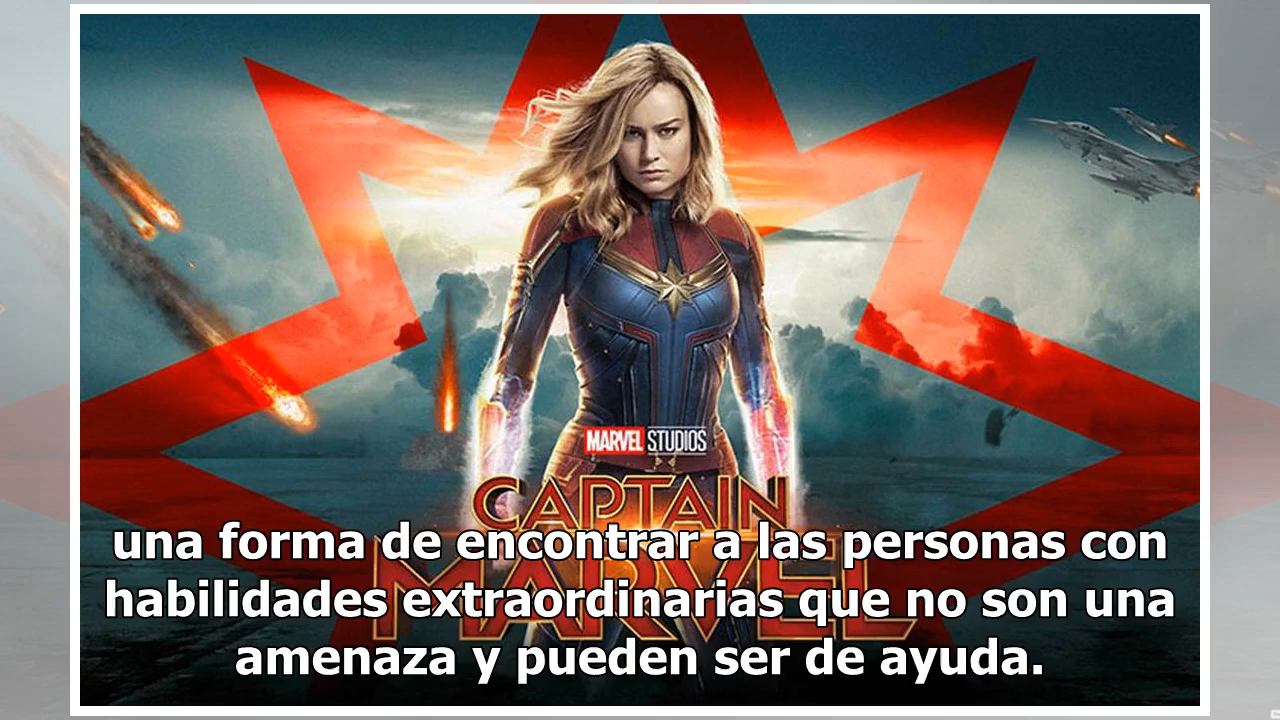 MARVEL STUDIOS
CAPTAIN
MARVEL
una forma de encontrar a las personas con
habilidades extraordinarias que no son una
amenaza y pueden ser de ayuda.